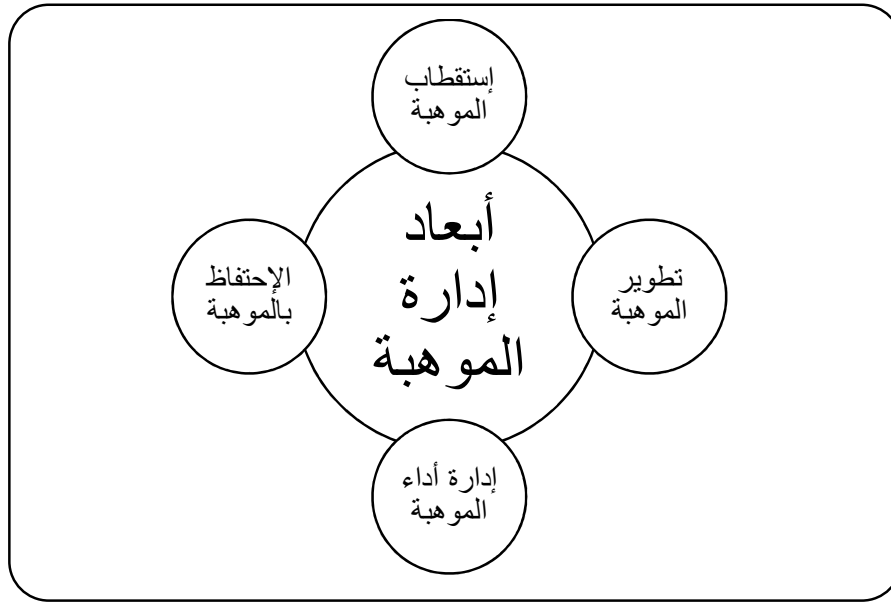 إستقطاب
الموهبة
أبعاد
إدارة
الموهبة
تطوير
الموهبة
الإحتفاظ
بالموهبة
إدارة أداء
الموهبة